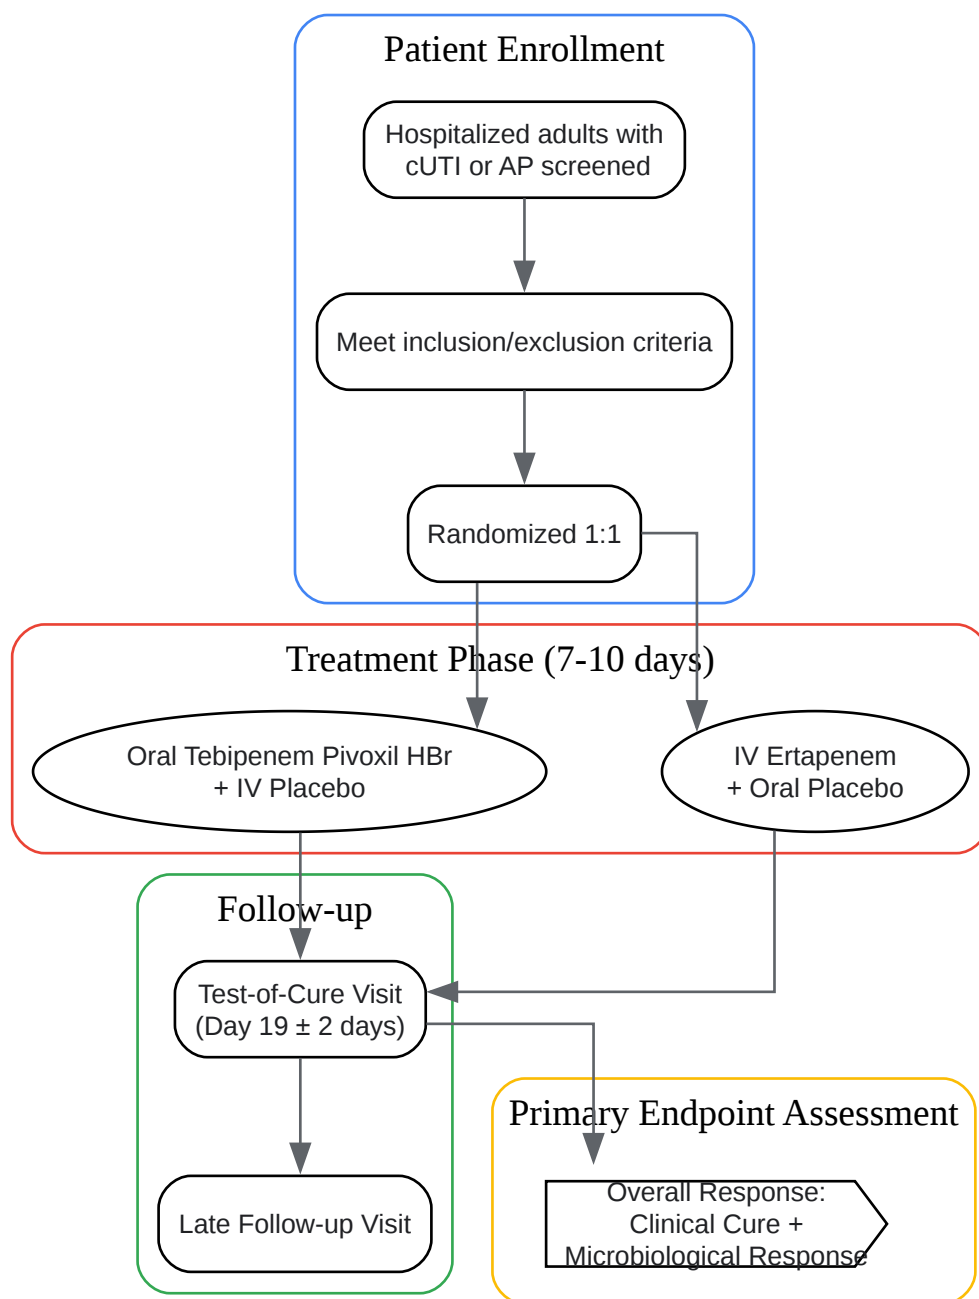 Patient Enrollment
Hospitalized adults with
cUTI or AP screened
Meet inclusion/exclusion criteria
Randomized 1:1
Treatment Phase (7-10 days)
Oral Tebipenem Pivoxil HBr
+ IV Placebo
IV Ertapenem
+ Oral Placebo
Follow-up
Test-of-Cure Visit
(Day 19 ± 2 days)
Late Follow-up Visit
Primary Endpoint Assessment
Overall Response:
Clinical Cure +
Microbiological Response